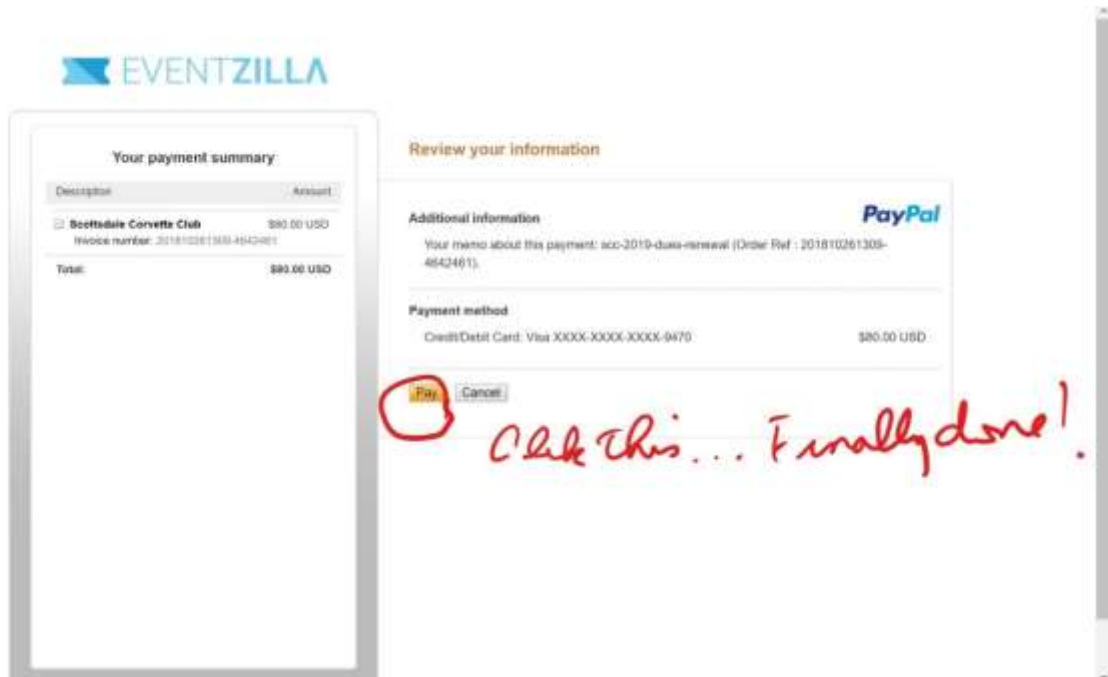 EVENTZILLA
Your payment summary
Description Amount
Scottsdale Corvette Club $80.00 USD
Invoice number: 201810261309-4642461
Total: $80.00 USD
Review your information
PayPal
Additional information
Your memo about this payment: scc-2019-dues-renewal (Order Ref : 201810261309-
4642461).
Payment method
Credit/Debit Card: Visa XXXX-XXXX-XXXX-9470 $80.00 USD
Pay Cancel
Click This... Finally done!